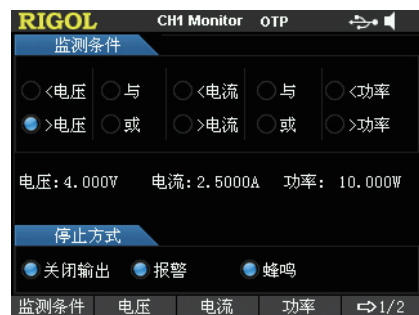 RIGOL CH1 Monitor OTP
监测条件
<电压 与 <电流 与 <功率
>电压 或 >电流 或 >功率
电压:4.000V 电流:2.5000A 功率: 10.000W
停止方式
关闭输出 报警 蜂鸣
监测条件 电压 电流 功率 ⇨1/2